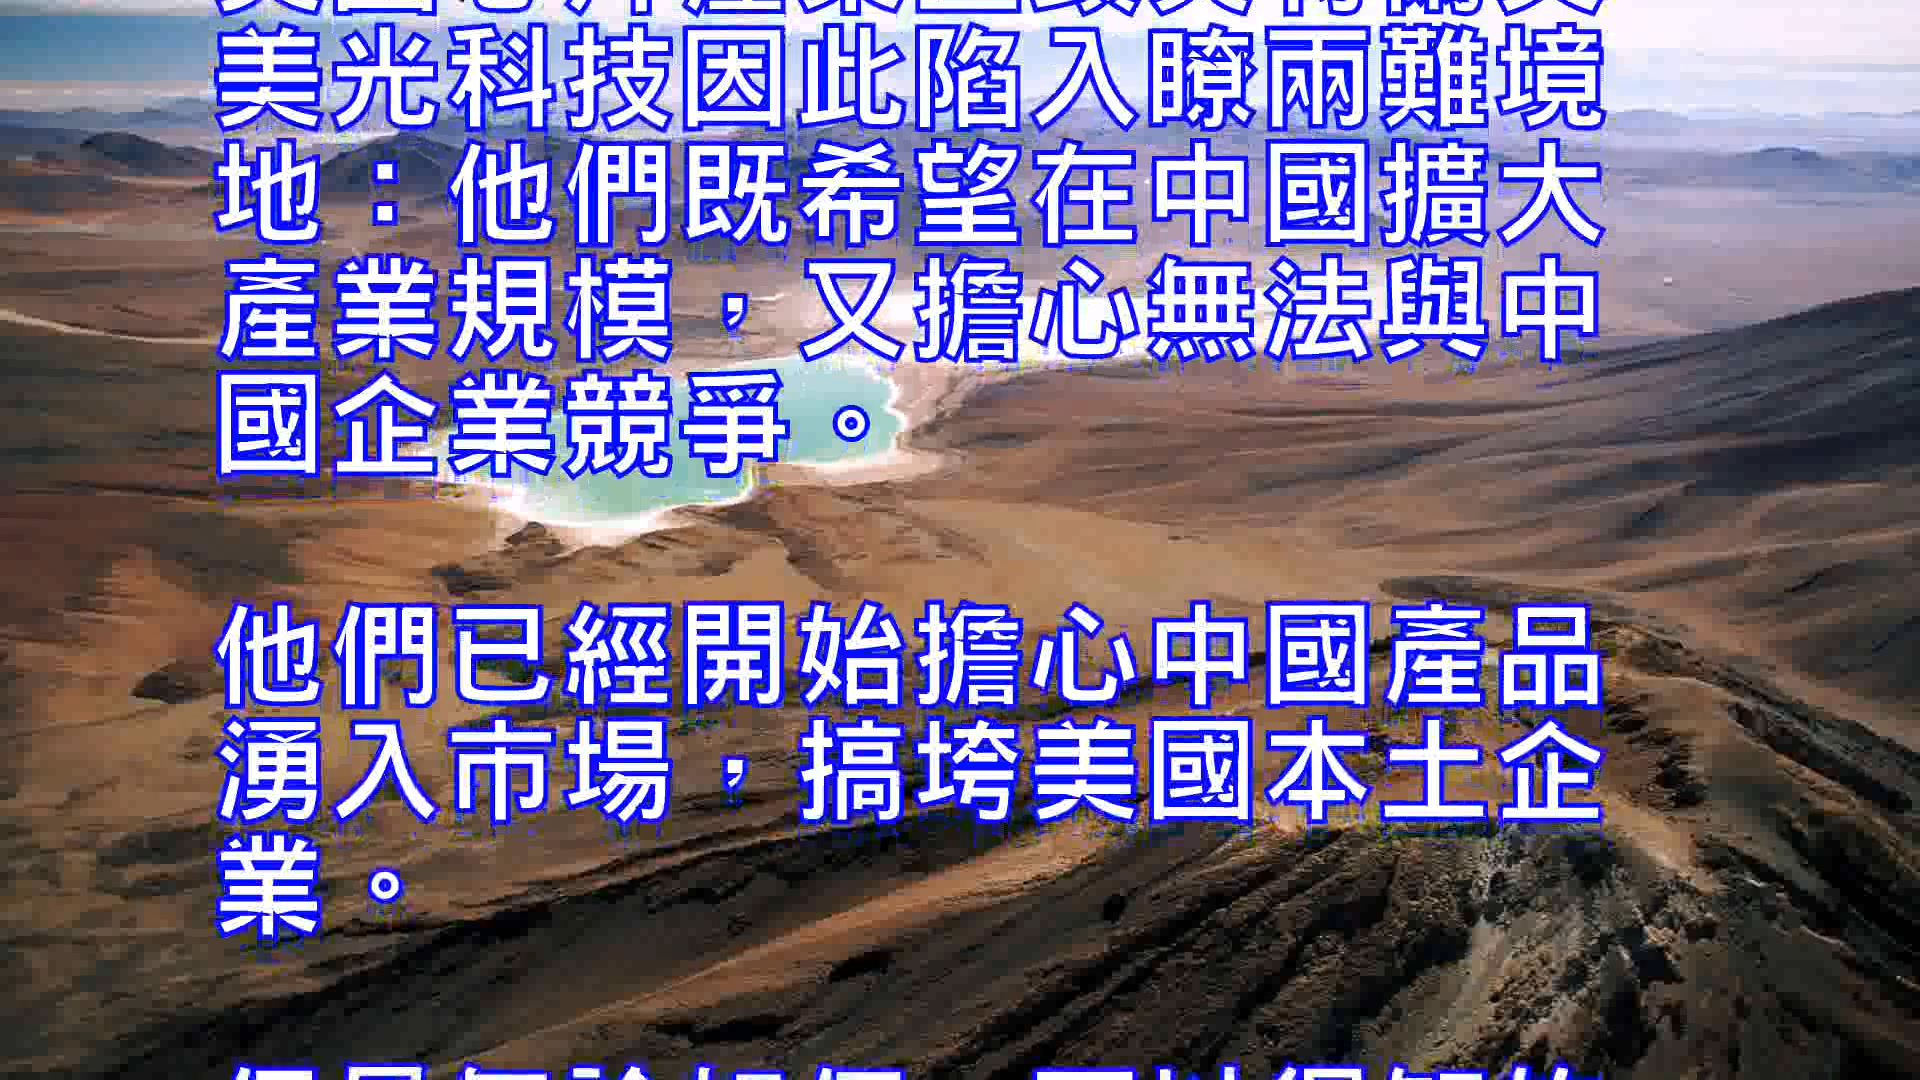 美光科技因此陷入瞭兩難境
地：他們既希望在中國擴大
產業規模，又擔心無法與中
國企業競爭。
他們已經開始擔心中國產品
湧入市場，搞垮美國本土企
業。